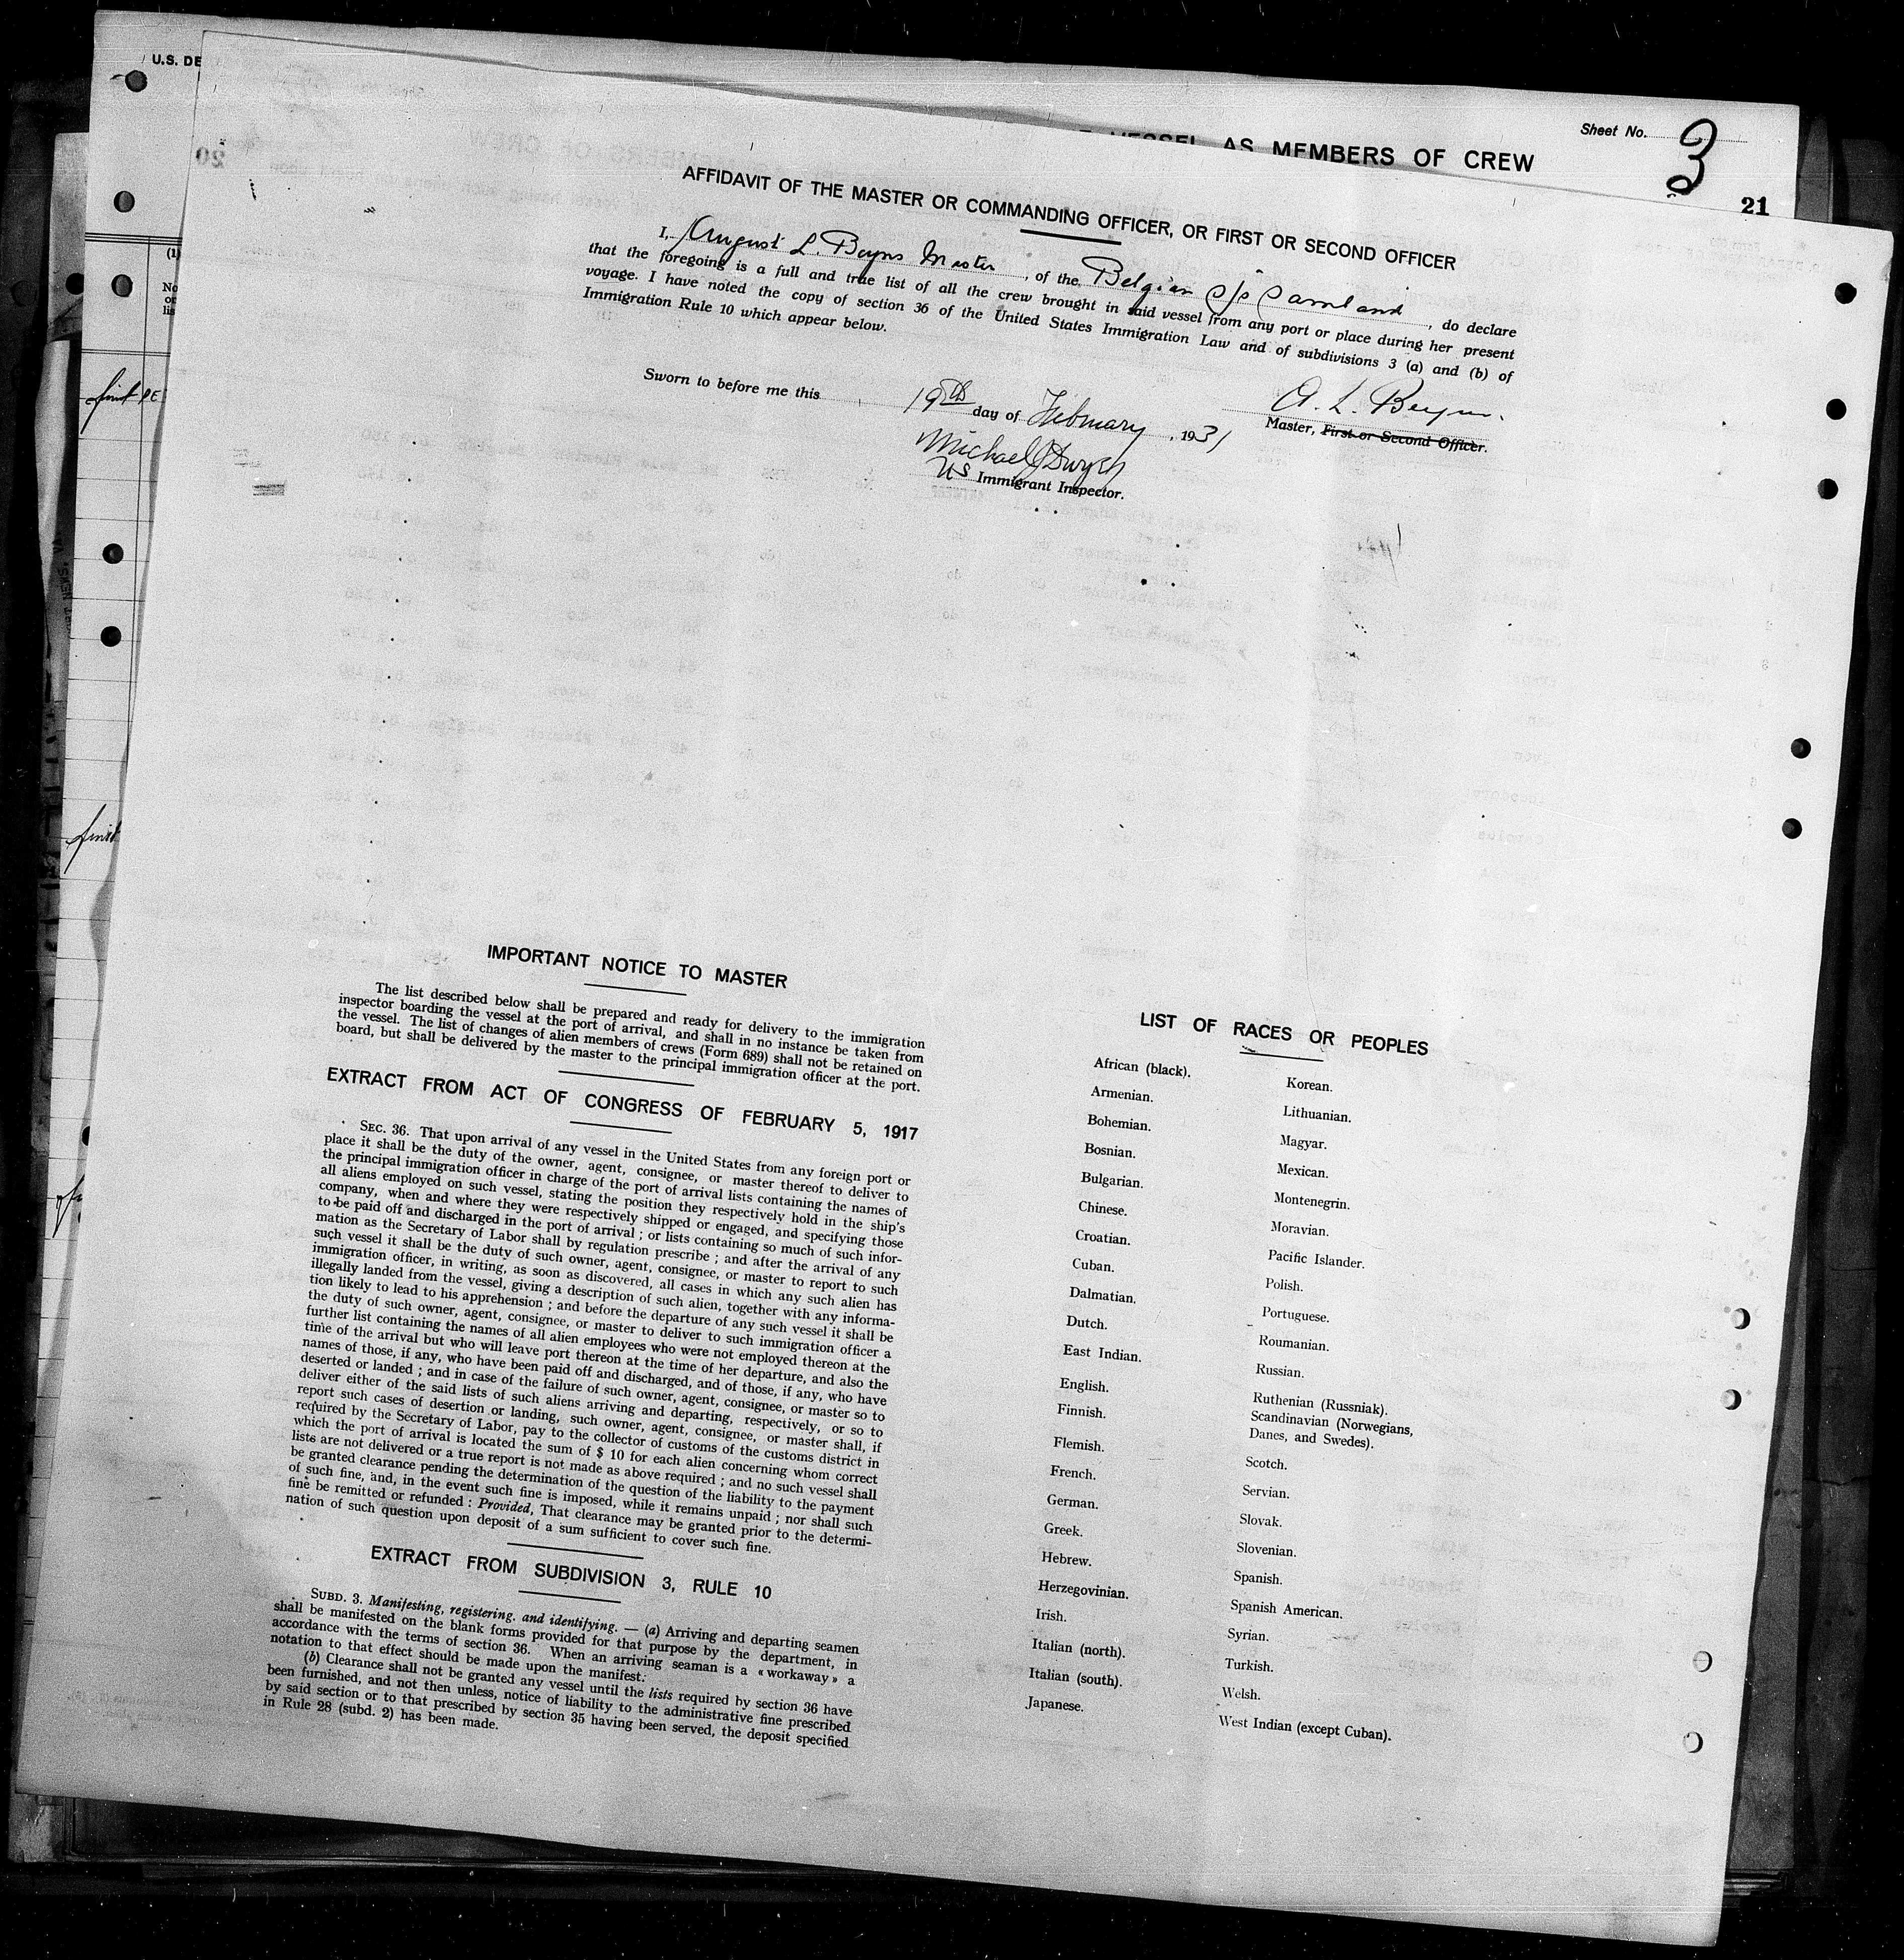 U.S. DE
VESSEL AS MEMBERS OF CREW
Sheet No. 3
21
(1)
No
or
lis
AFFIDAVIT OF THE MASTER OR COMMANDING OFFICER, OR FIRST OR SECOND OFFICER
I, August L. Beyns Master, of the Belgian s/s Samland, do declare
that the foregoing is a full and true list of all the crew brought in said vessel from any port or place during her present
voyage. I have noted the copy of section 36 of the United States Immigration Law and of subdivisions 3 (a) and (b) of
Immigration Rule 10 which appear below.
A. L. Beyns.
Master, First or Second Officer.
Sworn to before me this 19th day of February, 1931
Michael J Dwyer
US Immigrant Inspector.
IMPORTANT NOTICE TO MASTER
The list described below shall be prepared and ready for delivery to the immigration
inspector boarding the vessel at the port of arrival, and shall in no instance be taken from
the vessel. The list of changes of alien members of crews (Form 689) shall not be retained on
board, but shall be delivered by the master to the principal immigration officer at the port.
EXTRACT FROM ACT OF CONGRESS OF FEBRUARY 5, 1917
SEC. 36. That upon arrival of any vessel in the United States from any foreign port or
place it shall be the duty of the owner, agent, consignee, or master thereof to deliver to
the principal immigration officer in charge of the port of arrival lists containing the names of
all aliens employed on such vessel, stating the position they respectively hold in the ship's
company, when and where they were respectively shipped or engaged, and specifying those
to be paid off and discharged in the port of arrival ; or lists containing so much of such infor-
mation as the Secretary of Labor shall by regulation prescribe ; and after the arrival of any
such vessel it shall be the duty of such owner, agent, consignee, or master to report to such
immigration officer, in writing, as soon as discovered, all cases in which any such alien has
illegally landed from the vessel, giving a description of such alien, together with any informa-
tion likely to lead to his apprehension ; and before the departure of any such vessel it shall be
the duty of such owner, agent, consignee, or master to deliver to such immigration officer a
further list containing the names of all alien employees who were not employed thereon at the
time of the arrival but who will leave port thereon at the time of her departure, and also the
names of those, if any, who have been paid off and discharged, and of those, if any, who have
deserted or landed ; and in case of the failure of such owner, agent, consignee, or master so to
deliver either of the said lists of such aliens arriving and departing, respectively, or so to
report such cases of desertion or landing, such owner, agent, consignee, or master shall, if
required by the Secretary of Labor, pay to the collector of customs of the customs district in
which the port of arrival is located the sum of $ 10 for each alien concerning whom correct
lists are not delivered or a true report is not made as above required ; and no such vessel shall
be granted clearance pending the determination of the question of the liability to the payment
of such fine, and, in the event such fine is imposed, while it remains unpaid ; nor shall such
fine be remitted or refunded : Provided, That clearance may be granted prior to the determi-
nation of such question upon deposit of a sum sufficient to cover such fine.
EXTRACT FROM SUBDIVISION 3, RULE 10
SUBD. 3. Manifesting, registering. and identifying. — (a) Arriving and departing seamen
shall be manifested on the blank forms provided for that purpose by the department, in
accordance with the terms of section 36. When an arriving seaman is a « workaway » a
notation to that effect should be made upon the manifest.
(b) Clearance shall not be granted any vessel until the lists required by section 36 have
been furnished, and not then unless, notice of liability to the administrative fine prescribed
by said section or to that prescribed by section 35 having been served, the deposit specified
in Rule 28 (subd. 2) has been made.
LIST OF RACES OR PEOPLES
African (black).
Armenian.
Bohemian.
Bosnian.
Bulgarian.
Chinese.
Croatian.
Cuban.
Dalmatian.
Dutch.
East Indian.
English.
Finnish.
Flemish.
French.
German.
Greek.
Hebrew.
Herzegovinian.
Irish.
Italian (north).
Italian (south).
Japanese.
Korean.
Lithuanian.
Magyar.
Mexican.
Montenegrin.
Moravian.
Pacific Islander.
Polish.
Portuguese.
Roumanian.
Russian.
Ruthenian (Russniak).
Scandinavian (Norwegians,
Danes, and Swedes).
Scotch.
Servian.
Slovak.
Slovenian.
Spanish.
Spanish American.
Syrian.
Turkish.
Welsh.
West Indian (except Cuban).